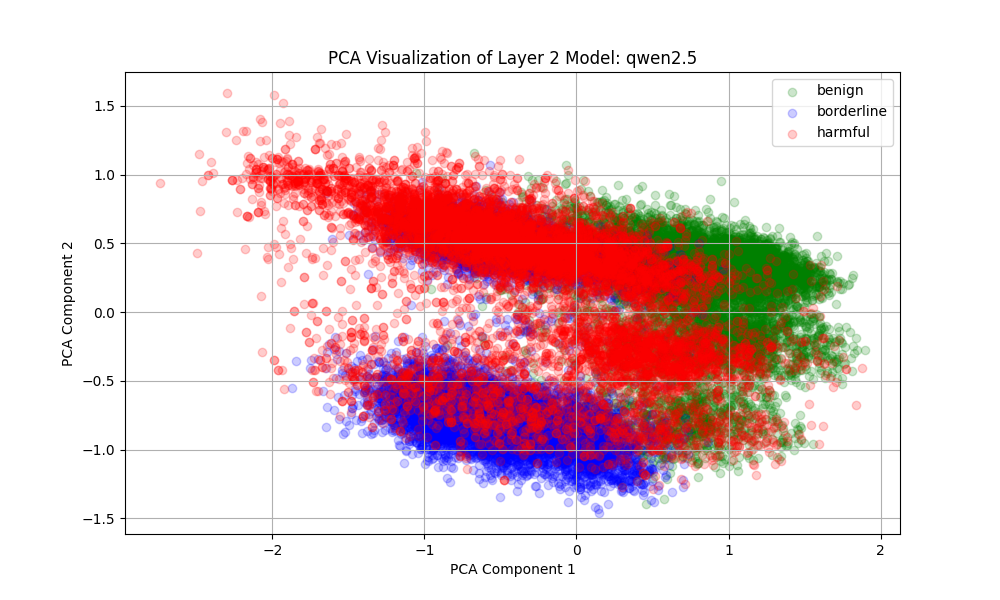 PCA Visualization of Layer 2 Model: qwen2.5
benign
borderline
harmful
1.5
1.0
0.5
0.0
−0.5
−1.0
−1.5
PCA Component 2
−2
−1
0
1
2
PCA Component 1